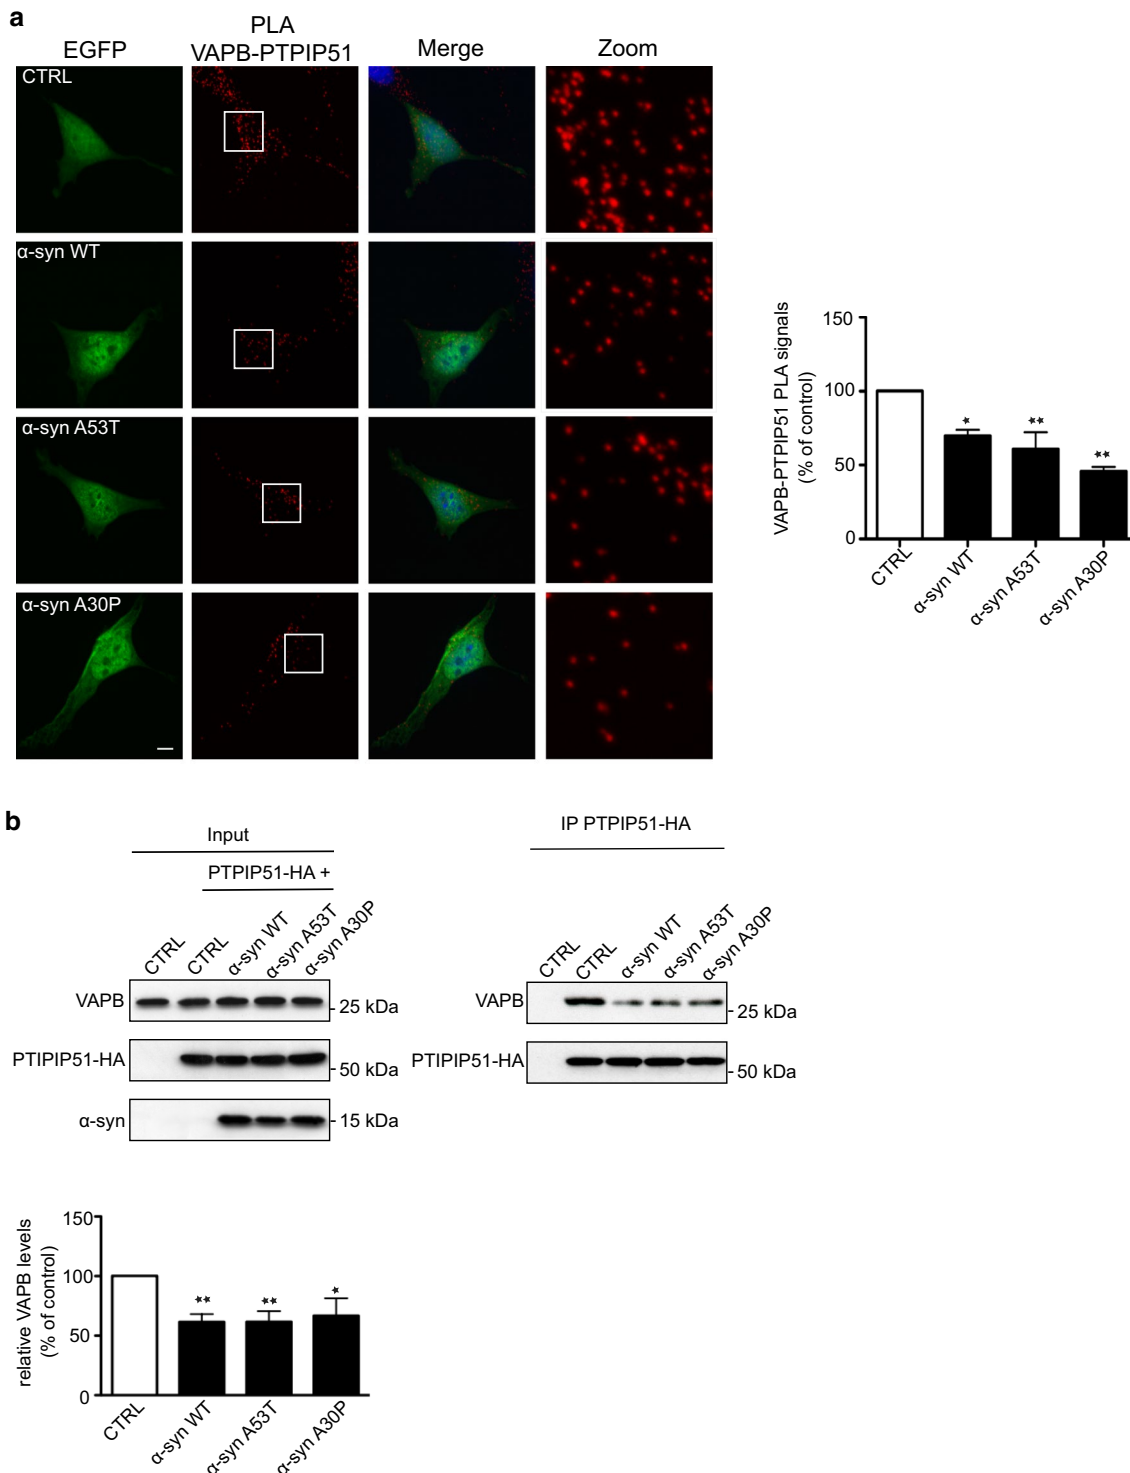 a
EGFP
PLA
VAPB-PTPIP51
Merge
Zoom
CTRL
α-syn WT
α-syn A53T
α-syn A30P
VAPB-PTPIP51 PLA signals
(% of control)
150
100
50
0
*
**
**
CTRL
α-syn WT
α-syn A53T
α-syn A30P
b
Input
PTPIP51-HA +
CTRL
CTRL
α-syn WT
α-syn A53T
α-syn A30P
VAPB
25 kDa
PTIPIP51-HA
50 kDa
α-syn
15 kDa
IP PTPIP51-HA
CTRL
CTRL
α-syn WT
α-syn A53T
α-syn A30P
VAPB
25 kDa
PTIPIP51-HA
50 kDa
relative VAPB levels
(% of control)
150
100
50
0
**
**
*
CTRL
α-syn WT
α-syn A53T
α-syn A30P